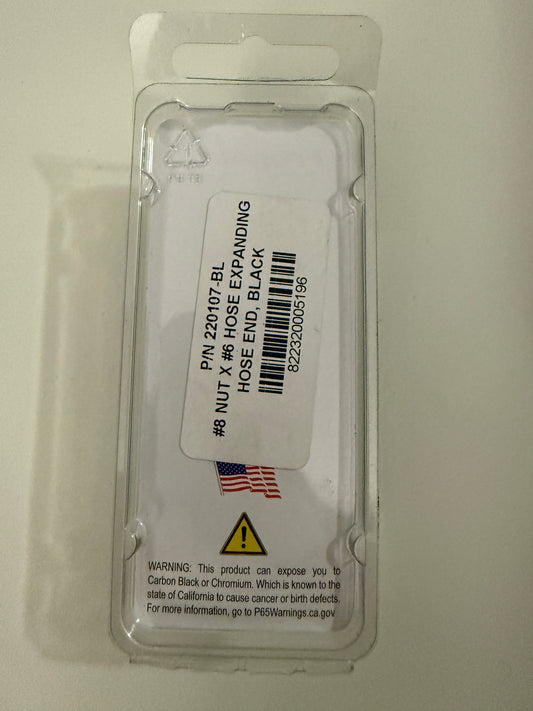 PETE
P/N 220107-BL
#8 NUT X #6 HOSE EXPANDING
HOSE END, BLACK
822320005196
WARNING: This product can expose you to
Carbon Black or Chromium. Which is known to the
state of California to cause cancer or birth defects.
For more information, go to P65Warnings.ca.gov